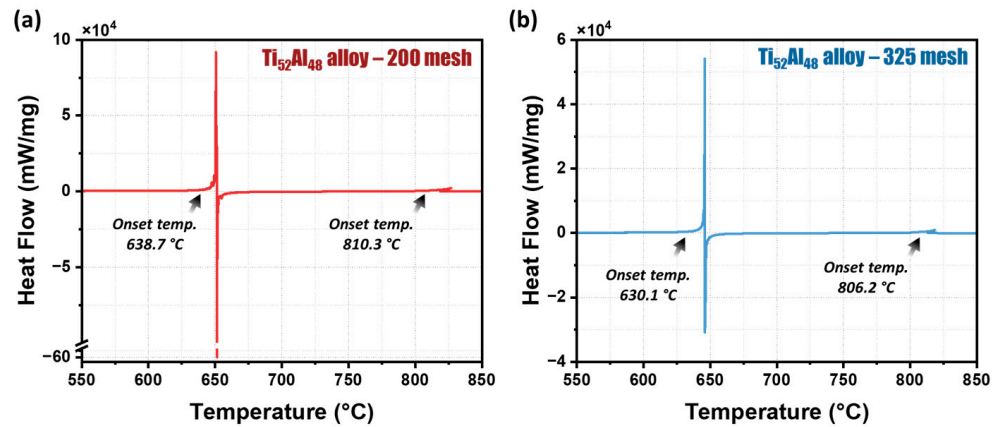 (a)
×10⁴
10
5
0
−5
−60
Heat Flow (mW/mg)
Ti₅₂Al₄₈ alloy – 200 mesh
Onset temp.
638.7 °C
Onset temp.
810.3 °C
550 600 650 700 750 800 850
Temperature (°C)
(b)
×10⁴
6
4
2
0
−2
−4
Heat Flow (mW/mg)
Ti₅₂Al₄₈ alloy – 325 mesh
Onset temp.
630.1 °C
Onset temp.
806.2 °C
550 600 650 700 750 800 850
Temperature (°C)